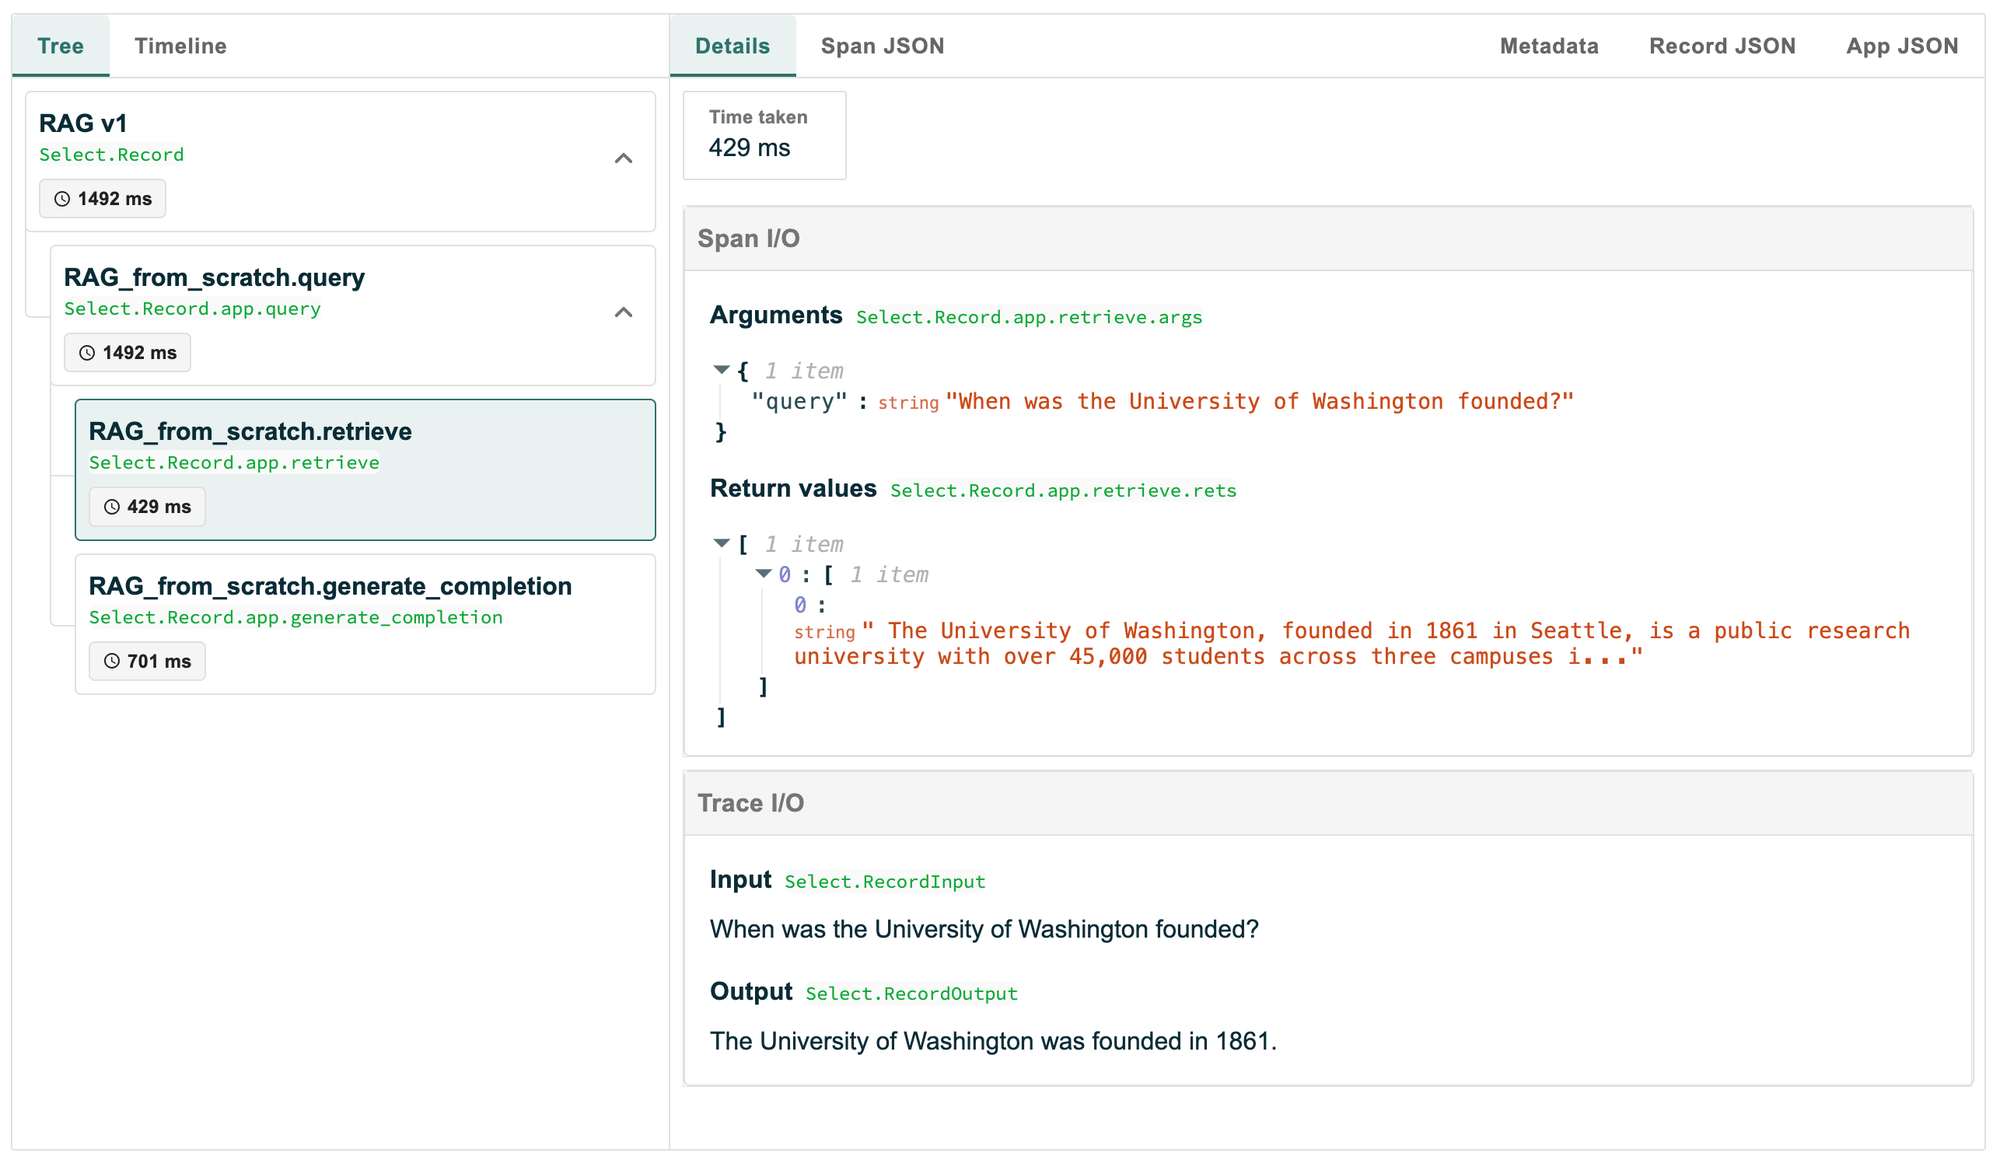 Tree
Timeline
RAG v1
Select.Record
1492 ms
RAG_from_scratch.query
Select.Record.app.query
1492 ms
RAG_from_scratch.retrieve
Select.Record.app.retrieve
429 ms
RAG_from_scratch.generate_completion
Select.Record.app.generate_completion
701 ms
Details
Span JSON
Metadata
Record JSON
App JSON
Time taken
429 ms
Span I/O
Arguments Select.Record.app.retrieve.args
{ 1 item
"query" : string "When was the University of Washington founded?"
}
Return values Select.Record.app.retrieve.rets
[ 1 item
0 : [ 1 item
0 :
string " The University of Washington, founded in 1861 in Seattle, is a public research
university with over 45,000 students across three campuses i..."
]
]
Trace I/O
Input Select.RecordInput
When was the University of Washington founded?
Output Select.RecordOutput
The University of Washington was founded in 1861.